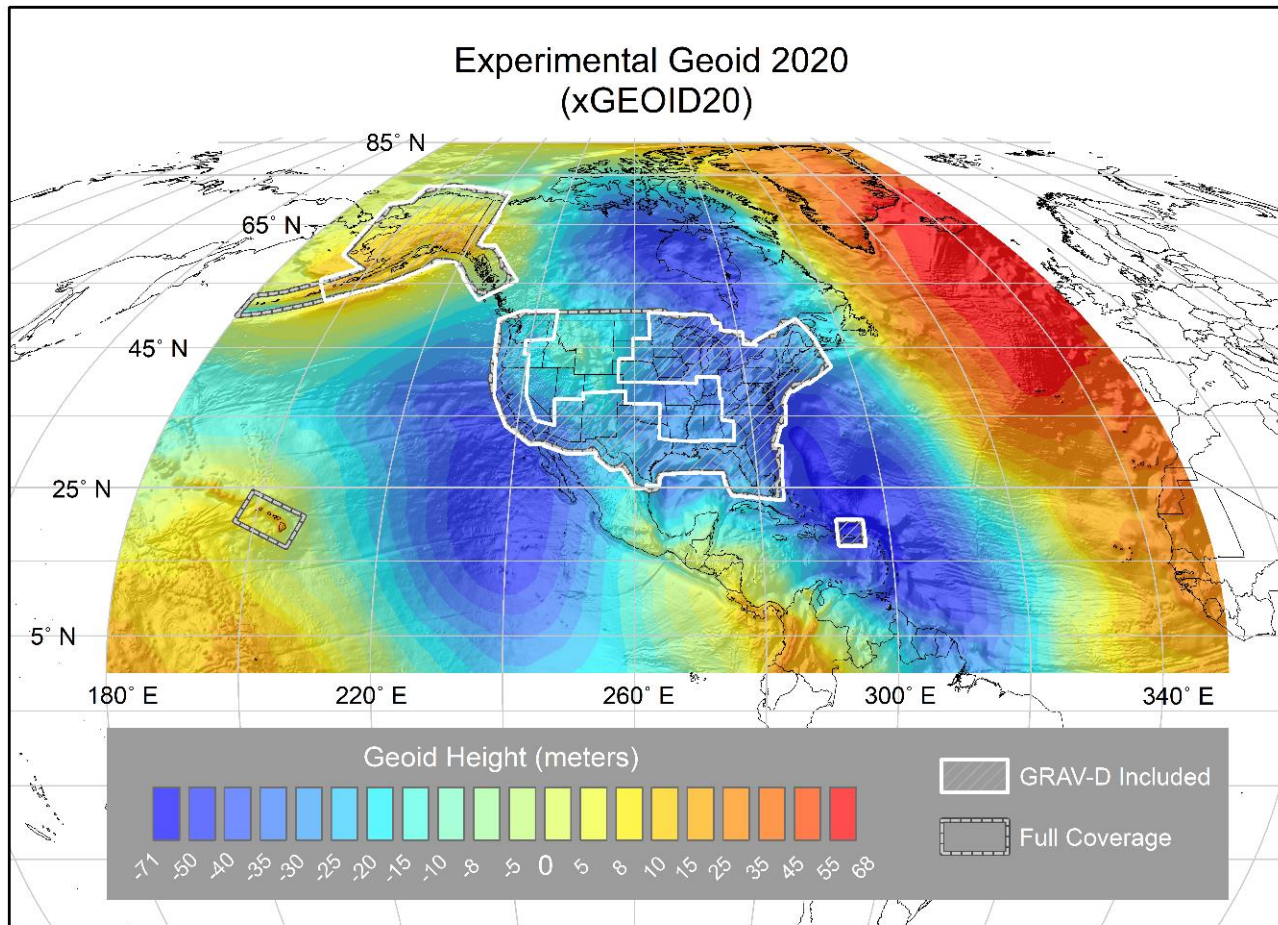 Experimental Geoid 2020
(xGEOID20)
85° N
65° N
45° N
25° N
5° N
180° E
220° E
260° E
300° E
340° E
Geoid Height (meters)
-71 -50 -40 -35 -30 -25 -20 -15 -10 -8 -5 0 5 8 10 15 25 35 45 55 68
GRAV-D Included
Full Coverage